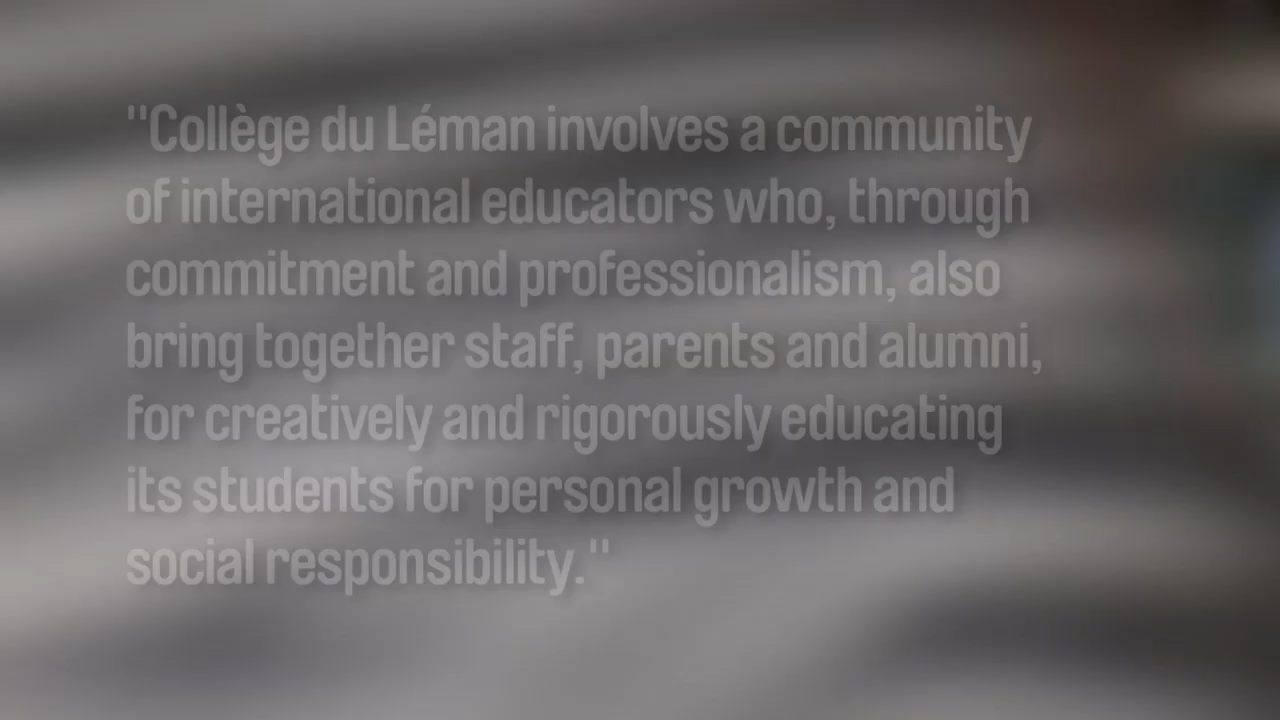 "Collège du Léman involves a community
of international educators who, through
commitment and professionalism, also
bring together staff, parents and alumni,
for creatively and rigorously educating
its students for personal growth and
social responsibility."